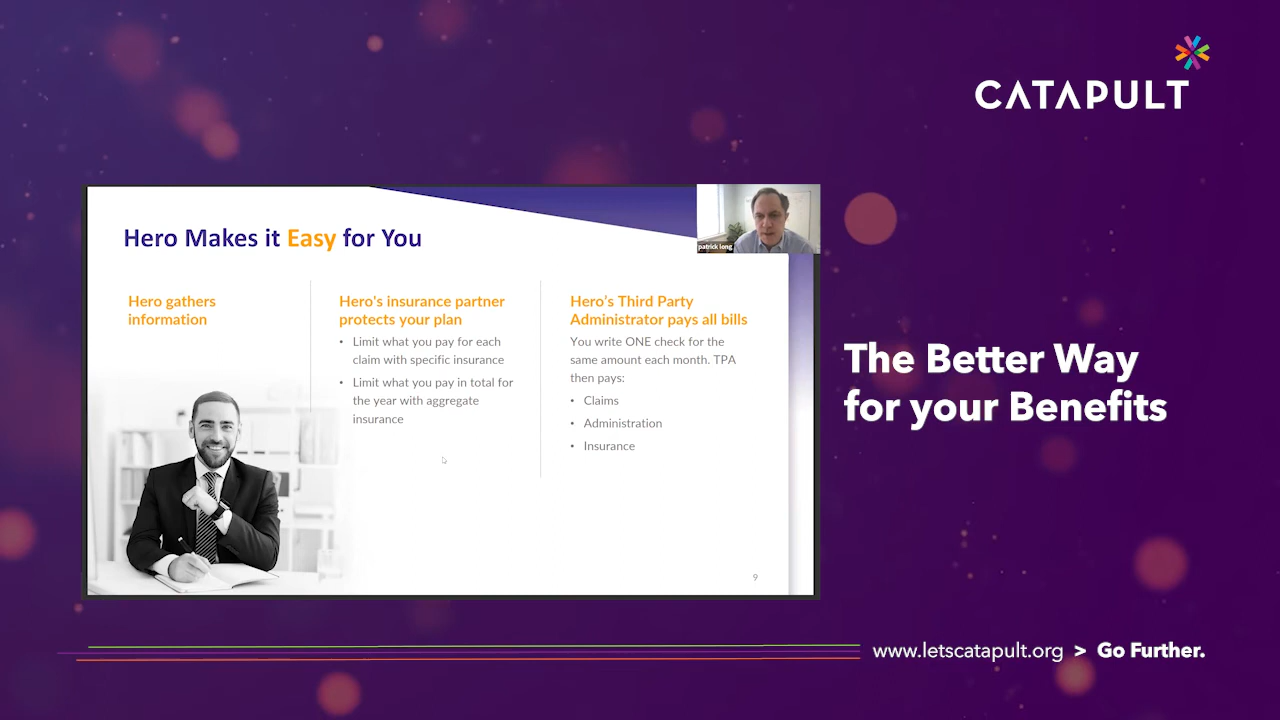 CATAPULT
Hero Makes it Easy for You
patrick long
Hero gathers
information
Hero's insurance partner
protects your plan
• Limit what you pay for each
claim with specific insurance
• Limit what you pay in total for
the year with aggregate
insurance
Hero's Third Party
Administrator pays all bills
You write ONE check for the
same amount each month. TPA
then pays:
• Claims
• Administration
• Insurance
9
The Better Way
for your Benefits
www.letscatapult.org > Go Further.